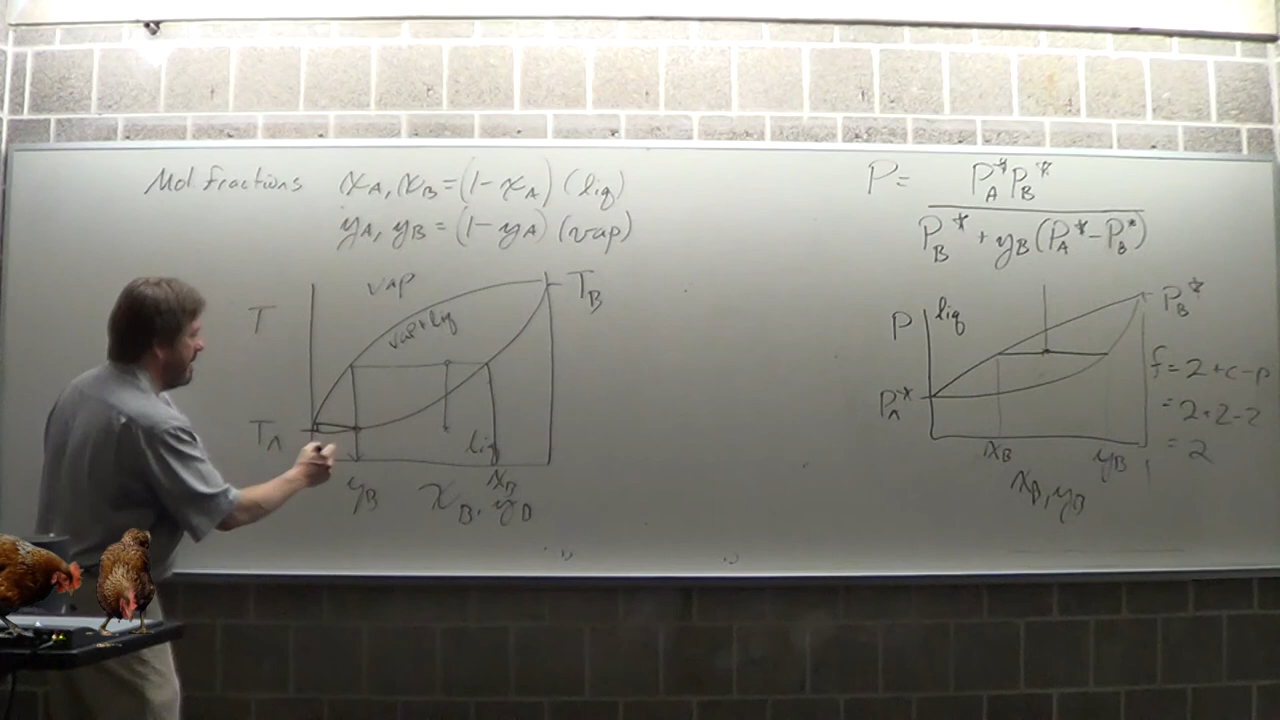 Mol fractions x_A, x_B = (1 - x_A) (liq)
y_A, y_B = (1 - y_A) (vap)
vap
T
vap+liq
T_B
T_A
liq
y_B
x_B
x_B, y_B
P = P_A* P_B* / P_B* + y_B (P_A* - P_B*)
P
liq
P_B*
P_A*
x_B
y_B
x_B, y_B
f = 2 + c - p
= 2 + 2 - 2
= 2